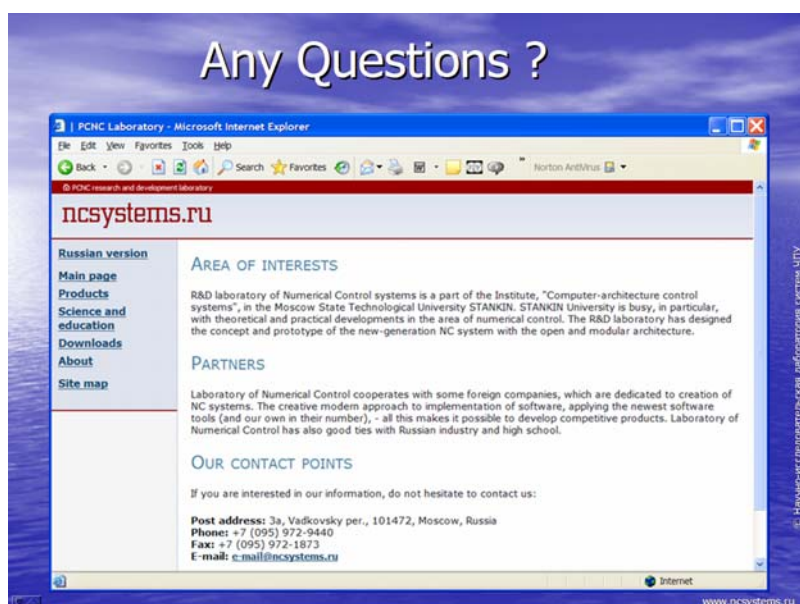 Any Questions ?
| PCNC Laboratory - Microsoft Internet Explorer
File Edit View Favorites Tools Help
Back Search Favorites Norton AntiVirus
© PCNC research and development laboratory
ncsystems.ru
Russian version
Main page
Products
Science and
education
Downloads
About
Site map
AREA OF INTERESTS
R&D laboratory of Numerical Control systems is a part of the Institute, "Computer-architecture control
systems", in the Moscow State Technological University STANKIN. STANKIN University is busy, in particular,
with theoretical and practical developments in the area of numerical control. The R&D laboratory has designed
the concept and prototype of the new-generation NC system with the open and modular architecture.
PARTNERS
Laboratory of Numerical Control cooperates with some foreign companies, which are dedicated to creation of
NC systems. The creative modern approach to implementation of software, applying the newest software
tools (and our own in their number), - all this makes it possible to develop competitive products. Laboratory of
Numerical Control has also good ties with Russian industry and high school.
OUR CONTACT POINTS
If you are interested in our information, do not hesitate to contact us:
Post address: 3a, Vadkovsky per., 101472, Moscow, Russia
Phone: +7 (095) 972-9440
Fax: +7 (095) 972-1873
E-mail: e-mail@ncsystems.ru
Internet
© Научно-исследовательская лаборатория систем ЧПУ
www.ncsystems.ru